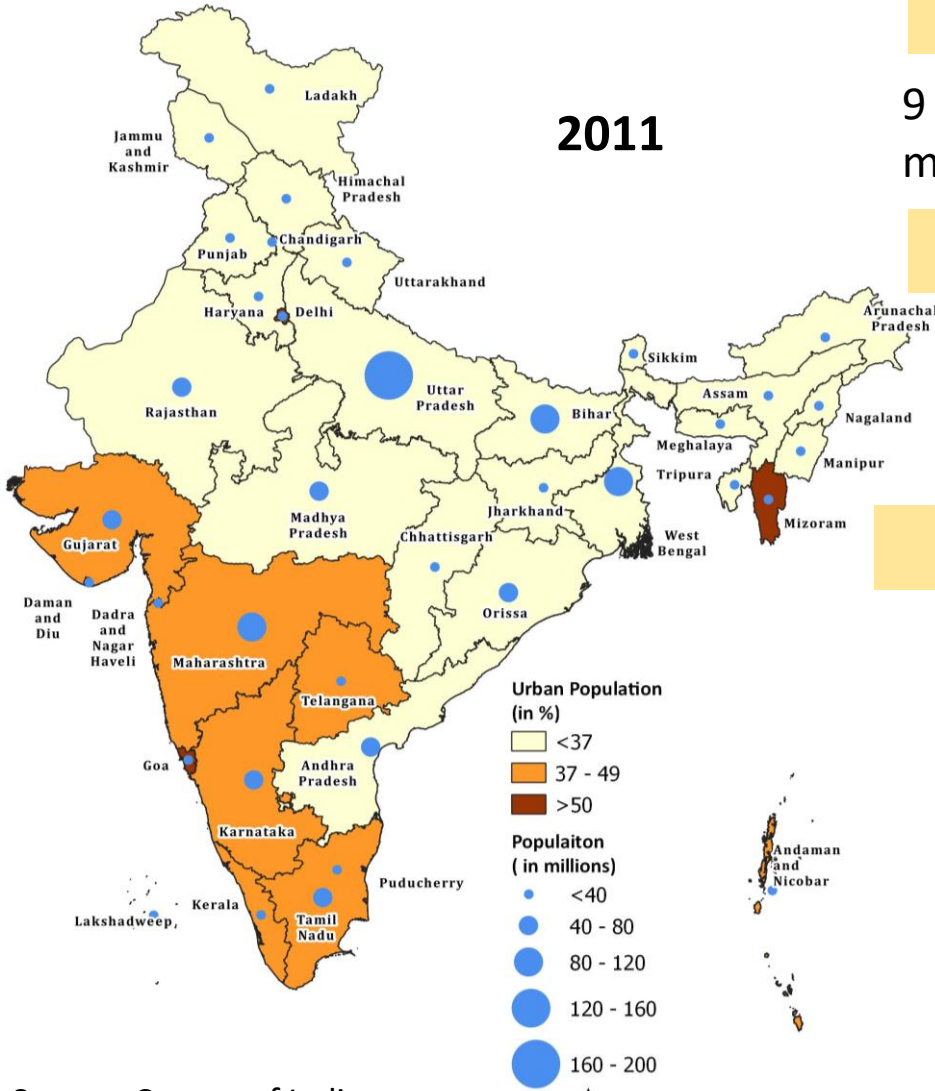 2011
9
m
Ladakh
Jammu
and
Kashmir
Himachal
Pradesh
Chandigarh
Punjab
Uttarakhand
Haryana
Delhi
Arunachal
Pradesh
Sikkim
Assam
Nagaland
Meghalaya
Manipur
Tripura
Mizoram
Uttar
Pradesh
Bihar
Rajasthan
Madhya
Pradesh
Jharkhand
Chhattisgarh
West
Bengal
Gujarat
Daman
and
Diu
Dadra
and
Nagar
Haveli
Orissa
Maharashtra
Telangana
Goa
Andhra
Pradesh
Karnataka
Kerala
Lakshadweep
Tamil
Nadu
Puducherry
Andaman
and
Nicobar
Urban Population
(in %)
<37
37 - 49
>50
Populaiton
( in millions)
<40
40 - 80
80 - 120
120 - 160
160 - 200